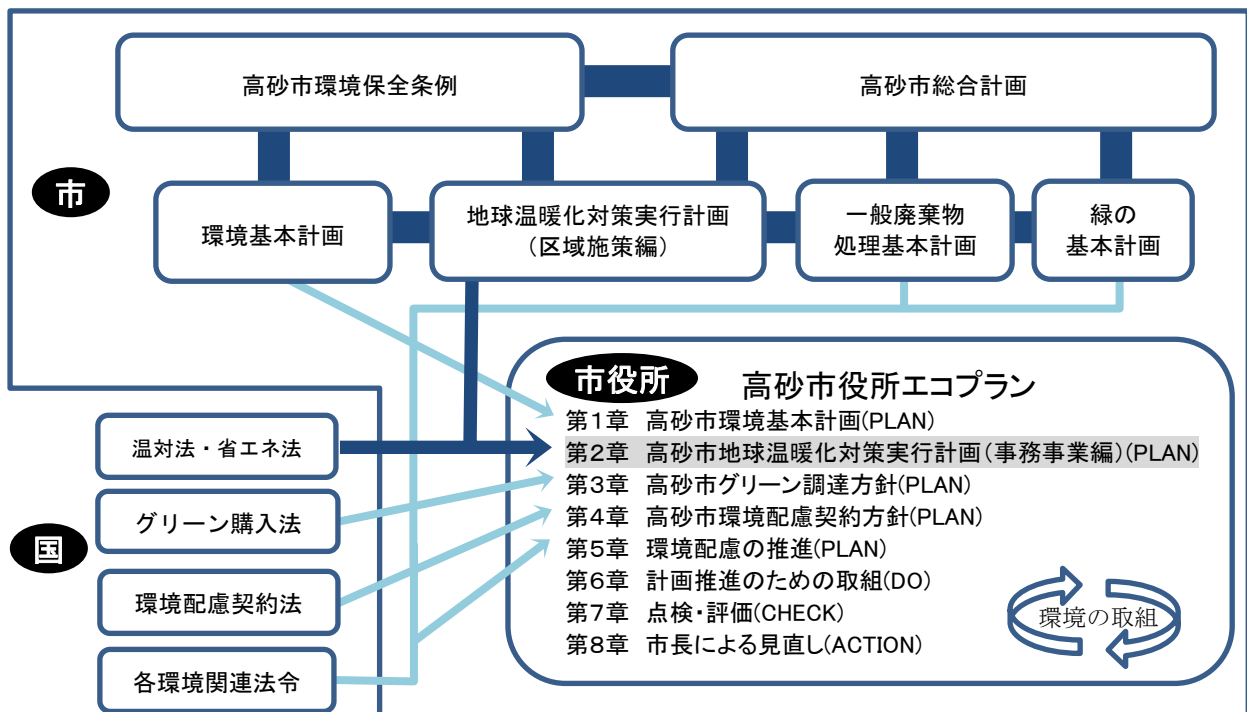 高砂市環境保全条例
高砂市総合計画
市
環境基本計画
地球温暖化対策実行計画
（区域施策編）
一般廃棄物
処理基本計画
緑の
基本計画
市役所
高砂市役所エコプラン
第1章 高砂市環境基本計画(PLAN)
第2章 高砂市地球温暖化対策実行計画(事務事業編)(PLAN)
第3章 高砂市グリーン調達方針(PLAN)
第4章 高砂市環境配慮契約方針(PLAN)
第5章 環境配慮の推進(PLAN)
第6章 計画推進のための取組(DO)
第7章 点検・評価(CHECK)
第8章 市長による見直し(ACTION)
環境の取組
国
温対法・省エネ法
グリーン購入法
環境配慮契約法
各環境関連法令